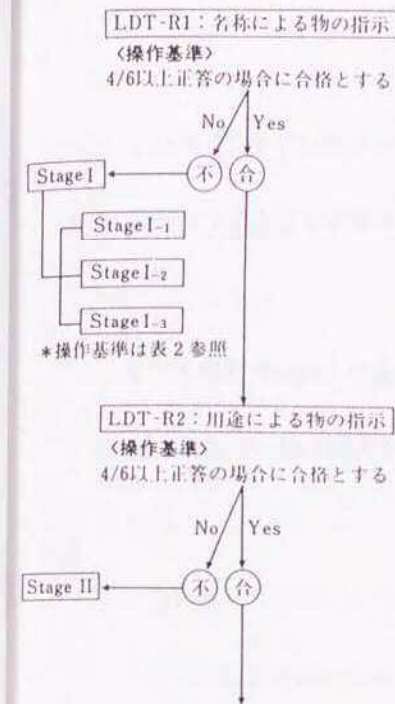 LDT-R1：名称による物の指示
〈操作基準〉
4/6以上正答の場合に合格とする
No Yes
Stage I 不 合
Stage I-1
Stage I-2
Stage I-3
*操作基準は表2参照
LDT-R2：用途による物の指示
〈操作基準〉
4/6以上正答の場合に合格とする
No Yes
Stage II 不 合